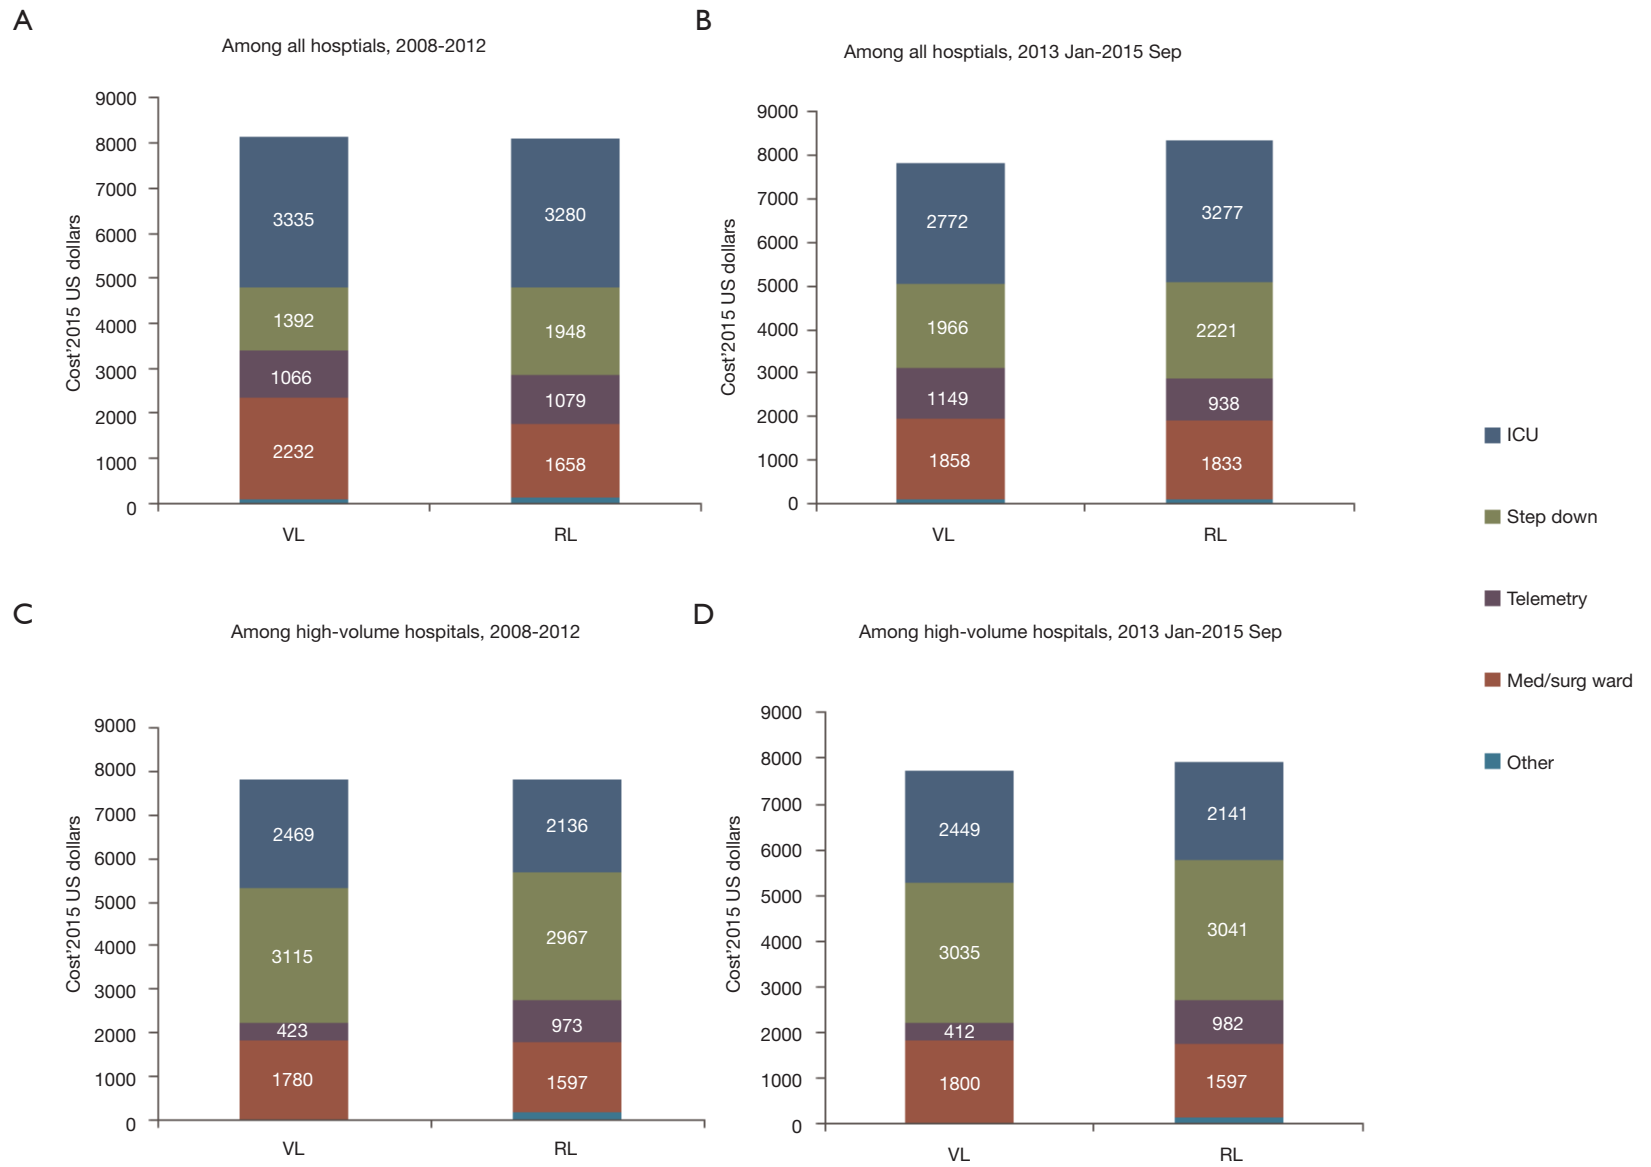 A
Among all hosptials, 2008-2012
Cost'2015 US dollars
9000
8000
7000
6000
5000
4000
3000
2000
1000
0
3335
1392
1066
2232
3280
1948
1079
1658
VL
RL
B
Among all hosptials, 2013 Jan-2015 Sep
Cost'2015 US dollars
9000
8000
7000
6000
5000
4000
3000
2000
1000
0
2772
1966
1149
1858
3277
2221
938
1833
VL
RL
ICU
Step down
Telemetry
Med/surg ward
Other
C
Among high-volume hospitals, 2008-2012
Cost'2015 US dollars
9000
8000
7000
6000
5000
4000
3000
2000
1000
0
2469
3115
423
1780
2136
2967
973
1597
VL
RL
D
Among high-volume hospitals, 2013 Jan-2015 Sep
Cost'2015 US dollars
9000
8000
7000
6000
5000
4000
3000
2000
1000
0
2449
3035
412
1800
2141
3041
982
1597
VL
RL